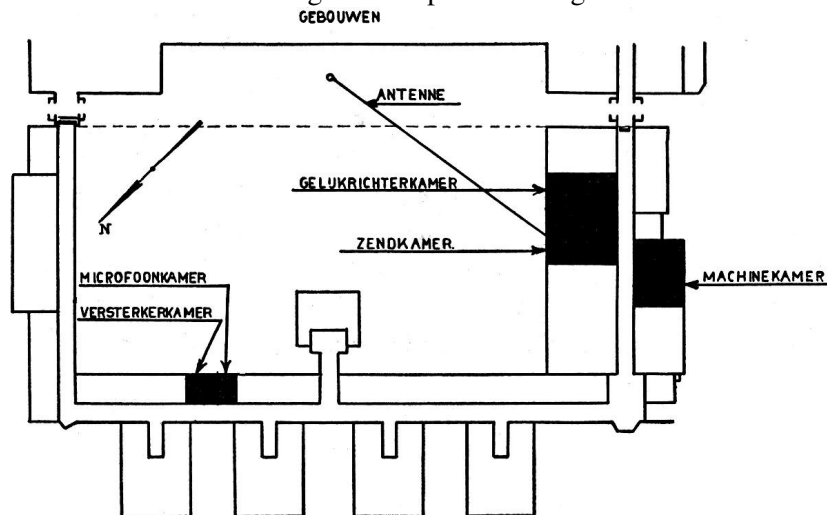 GEBOUWEN
ANTENNE
GELIJKRICHTERKAMER
ZENDKAMER.
N
MICROFOONKAMER
VERSTERKERKAMER
MACHINEKAMER